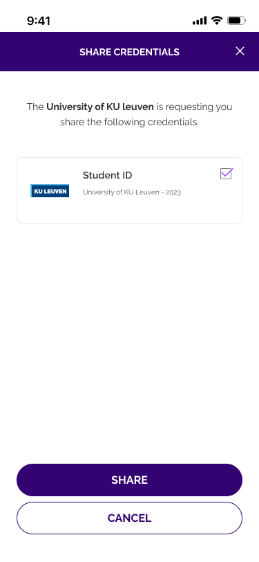 9:41
SHARE CREDENTIALS
The University of KU leuven is requesting you
share the following credentials.
Student ID
KU LEUVEN
University of KU Leuven - 2023
SHARE
CANCEL